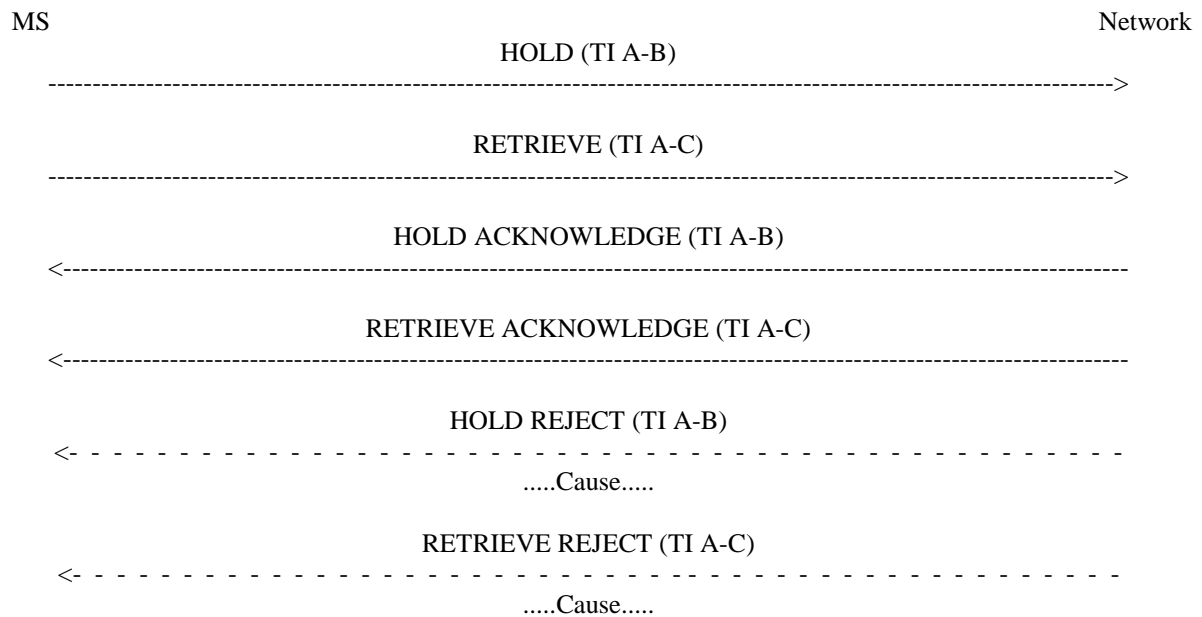 MS Network
HOLD (TI A-B)
------------------------------------------------------------------------------------------------------------------------>
RETRIEVE (TI A-C)
------------------------------------------------------------------------------------------------------------------------>
HOLD ACKNOWLEDGE (TI A-B)
<------------------------------------------------------------------------------------------------------------------------
RETRIEVE ACKNOWLEDGE (TI A-C)
<------------------------------------------------------------------------------------------------------------------------
HOLD REJECT (TI A-B)
<- - - - - - - - - - - - - - - - - - - - - - - - - - - - - - - - - - - - - - - - - - - - - - - -
.....Cause.....
RETRIEVE REJECT (TI A-C)
<- - - - - - - - - - - - - - - - - - - - - - - - - - - -- - - - - - - - - - - - - - - - - - - -
.....Cause.....